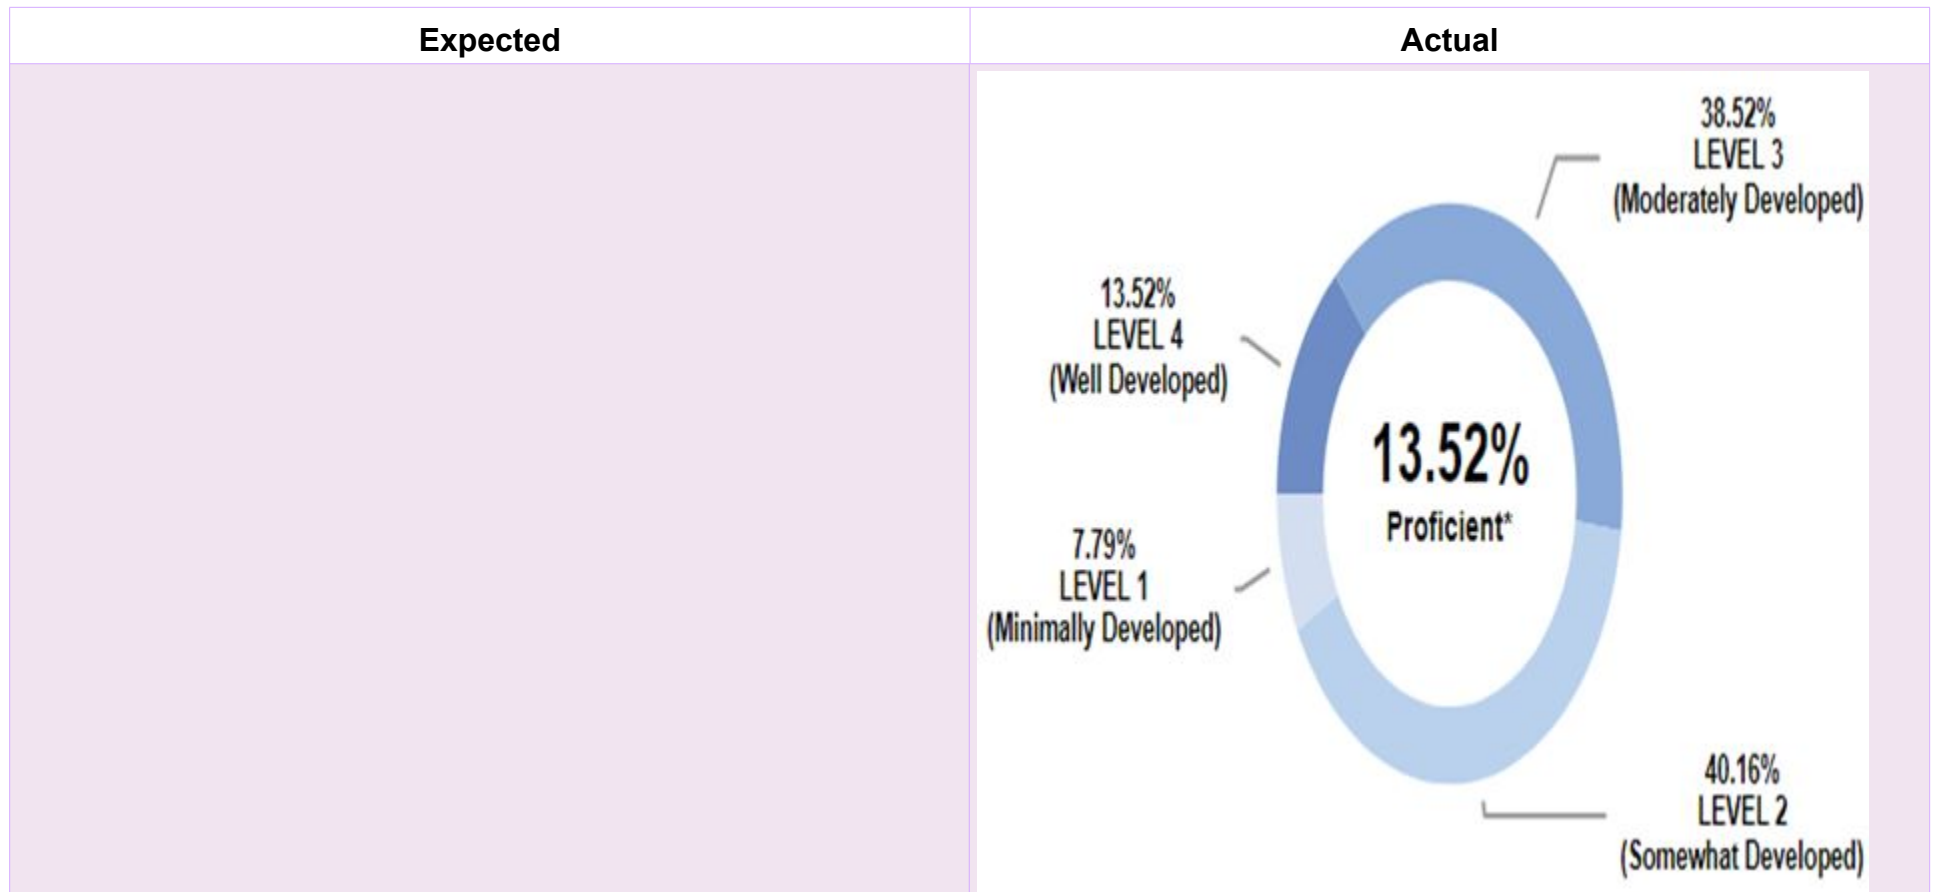 Expected
Actual
38.52%
LEVEL 3
(Moderately Developed)
13.52%
LEVEL 4
(Well Developed)
13.52%
Proficient*
7.79%
LEVEL 1
(Minimally Developed)
40.16%
LEVEL 2
(Somewhat Developed)